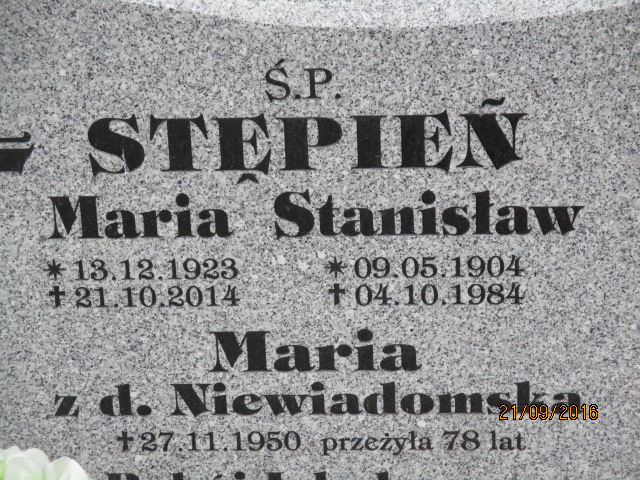 Ś.P.
STĘPIEŃ
Maria Stanisław
* 13.12.1923 * 09.05.1904
✝ 21.10.2014 ✝ 04.10.1984
Maria
z d. Niewiadomska
✝ 27.11.1950 przeżyła 78 lat
21/09/2016